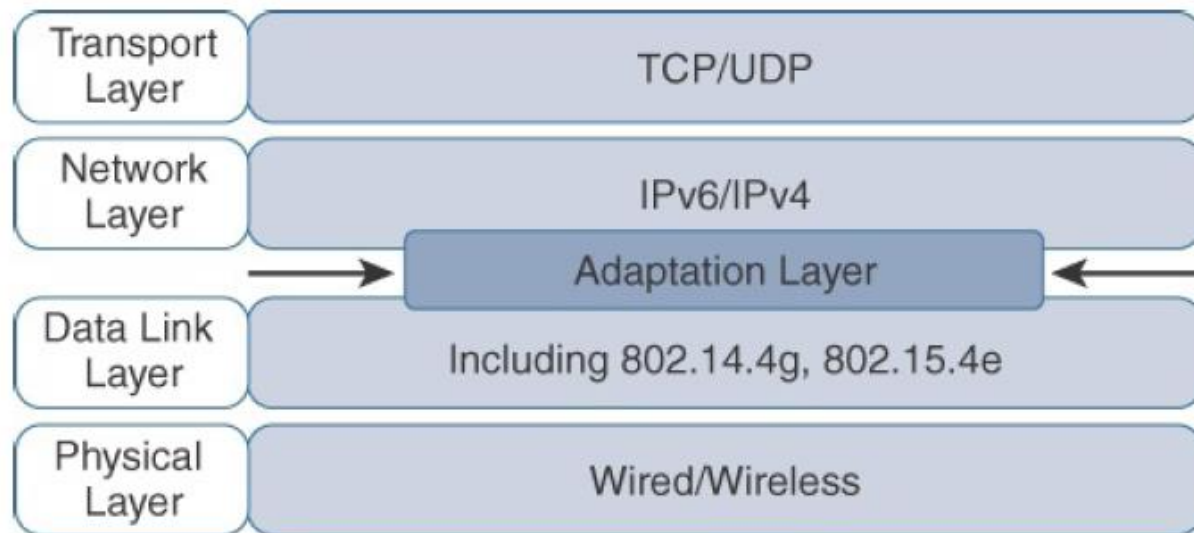 Transport
Layer
TCP/UDP
Network
Layer
IPv6/IPv4
Adaptation Layer
Data Link
Layer
Including 802.14.4g, 802.15.4e
Physical
Layer
Wired/Wireless